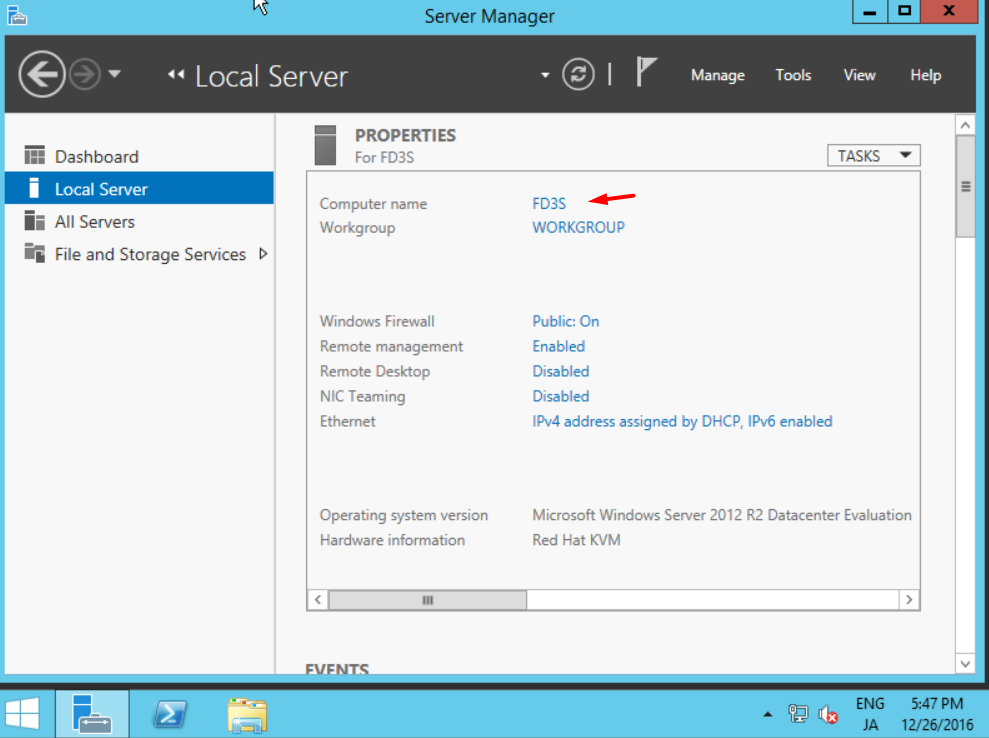 Server Manager
Local Server
Manage Tools View Help
Dashboard
Local Server
All Servers
File and Storage Services
PROPERTIES
For FD3S
TASKS
Computer name FD3S
Workgroup WORKGROUP
Windows Firewall Public: On
Remote management Enabled
Remote Desktop Disabled
NIC Teaming Disabled
Ethernet IPv4 address assigned by DHCP, IPv6 enabled
Operating system version Microsoft Windows Server 2012 R2 Datacenter Evaluation
Hardware information Red Hat KVM
EVENTS
ENG 5:47 PM
JA 12/26/2016